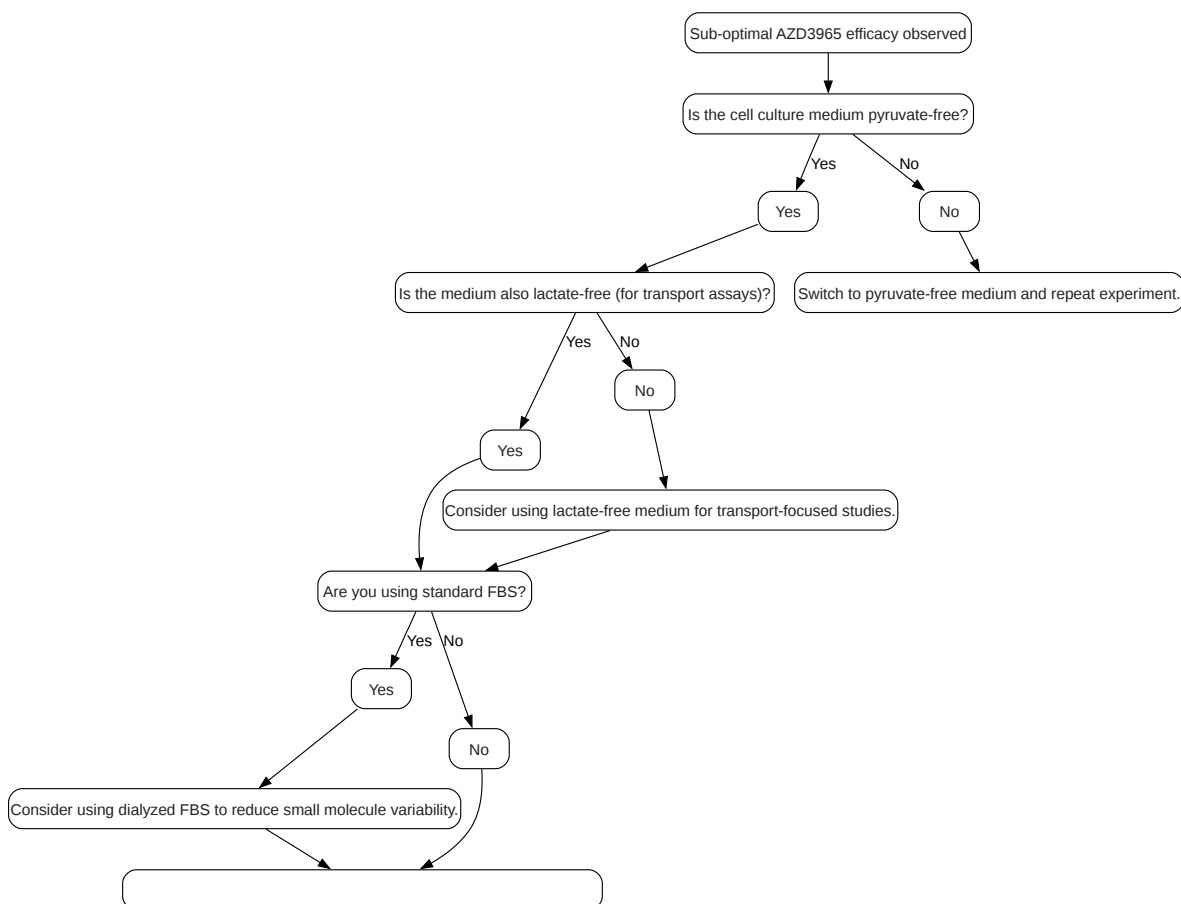 Sub-optimal AZD3965 efficacy observed
Is the cell culture medium pyruvate-free?
Yes
No
Yes
No
Is the medium also lactate-free (for transport assays)?
Switch to pyruvate-free medium and repeat experiment.
Yes
No
No
Yes
Consider using lactate-free medium for transport-focused studies.
Are you using standard FBS?
Yes
No
Yes
No
Consider using dialyzed FBS to reduce small molecule variability.